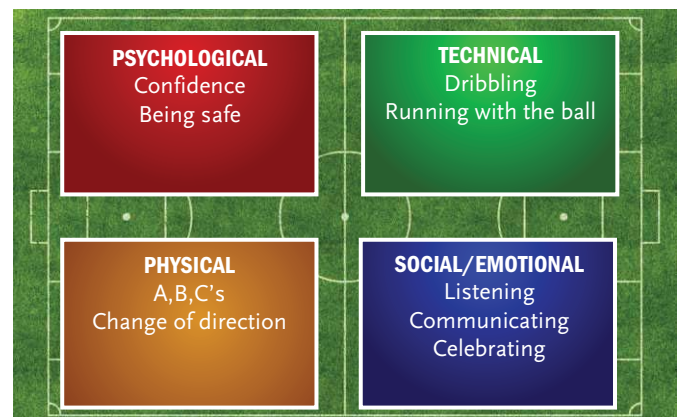 PSYCHOLOGICAL
Confidence
Being safe
TECHNICAL
Dribbling
Running with the ball
PHYSICAL
A,B,C's
Change of direction
SOCIAL/EMOTIONAL
Listening
Communicating
Celebrating